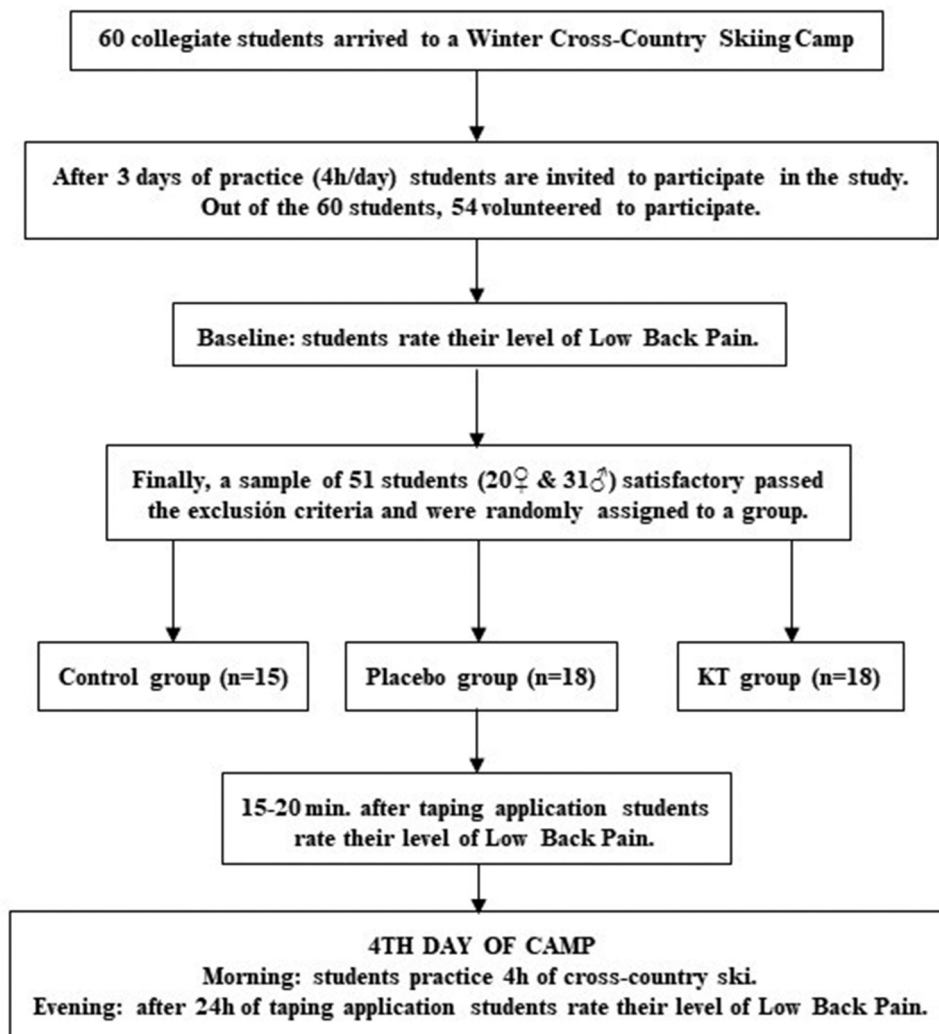 60 collegiate students arrived to a Winter Cross-Country Skiing Camp
After 3 days of practice (4h/day) students are invited to participate in the study.
Out of the 60 students, 54 volunteered to participate.
Baseline: students rate their level of Low Back Pain.
Finally, a sample of 51 students (20♀ & 31♂) satisfactory passed
the exclusión criteria and were randomly assigned to a group.
Control group (n=15)
Placebo group (n=18)
KT group (n=18)
15-20 min. after taping application students
rate their level of Low Back Pain.
4TH DAY OF CAMP
Morning: students practice 4h of cross-country ski.
Evening: after 24h of taping application students rate their level of Low Back Pain.